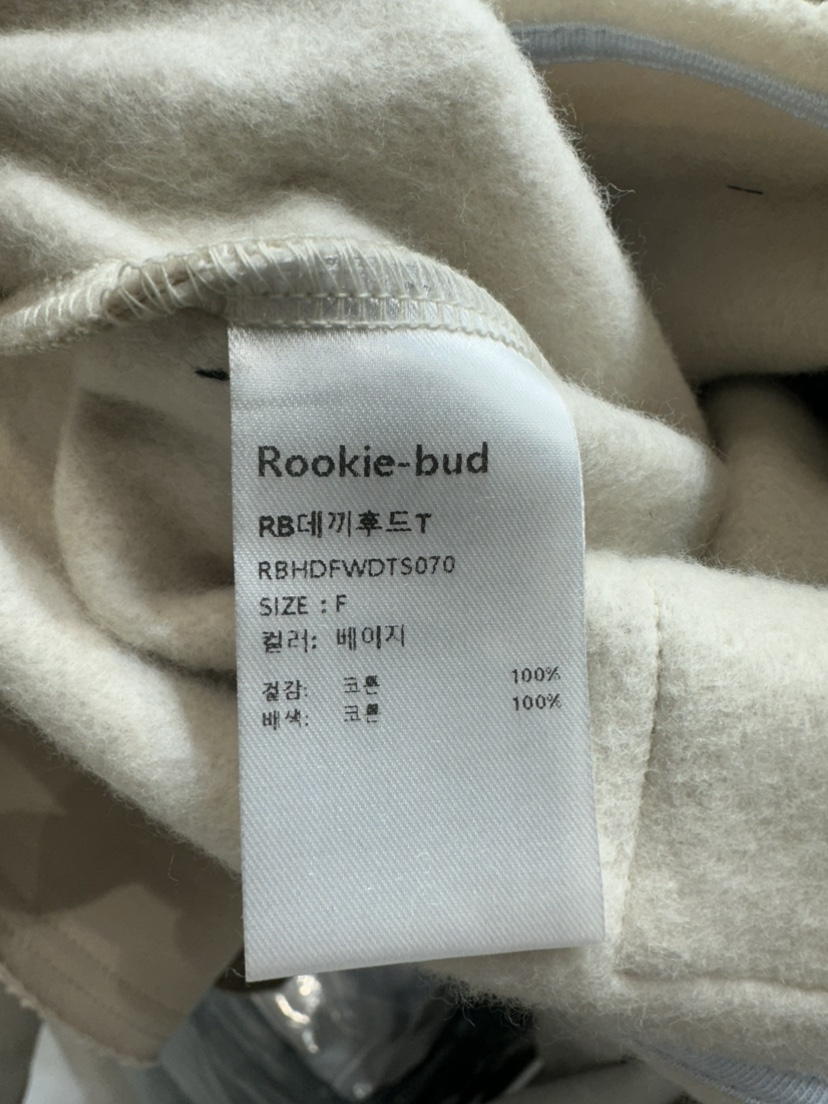 Rookie-bud
RB데끼후드T
RBHDFWDTS070
SIZE : F
컬러: 베이지
겉감: 코튼 100%
배색: 코튼 100%